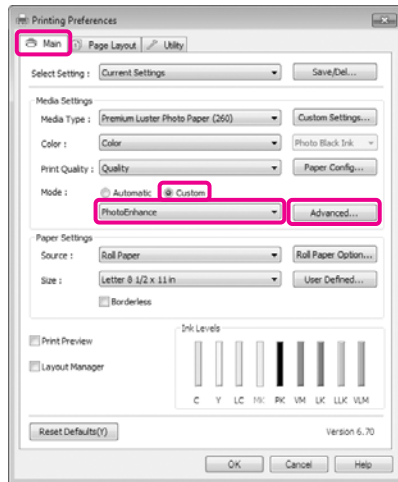 Printing Preferences
Main Page Layout Utility
Select Setting : Current Settings Save/Del...
Media Settings
Media Type : Premium Luster Photo Paper (260) Custom Settings...
Color : Color Photo Black Ink
Print Quality : Quality Paper Config...
Mode : Automatic Custom
PhotoEnhance Advanced...
Paper Settings
Source : Roll Paper Roll Paper Option...
Size : Letter 8 1/2 x 11 in User Defined...
Borderless
Ink Levels
Print Preview
Layout Manager
C Y LC MK PK VM LK LLK VLM
Reset Defaults(Y) Version 6.70
OK Cancel Help